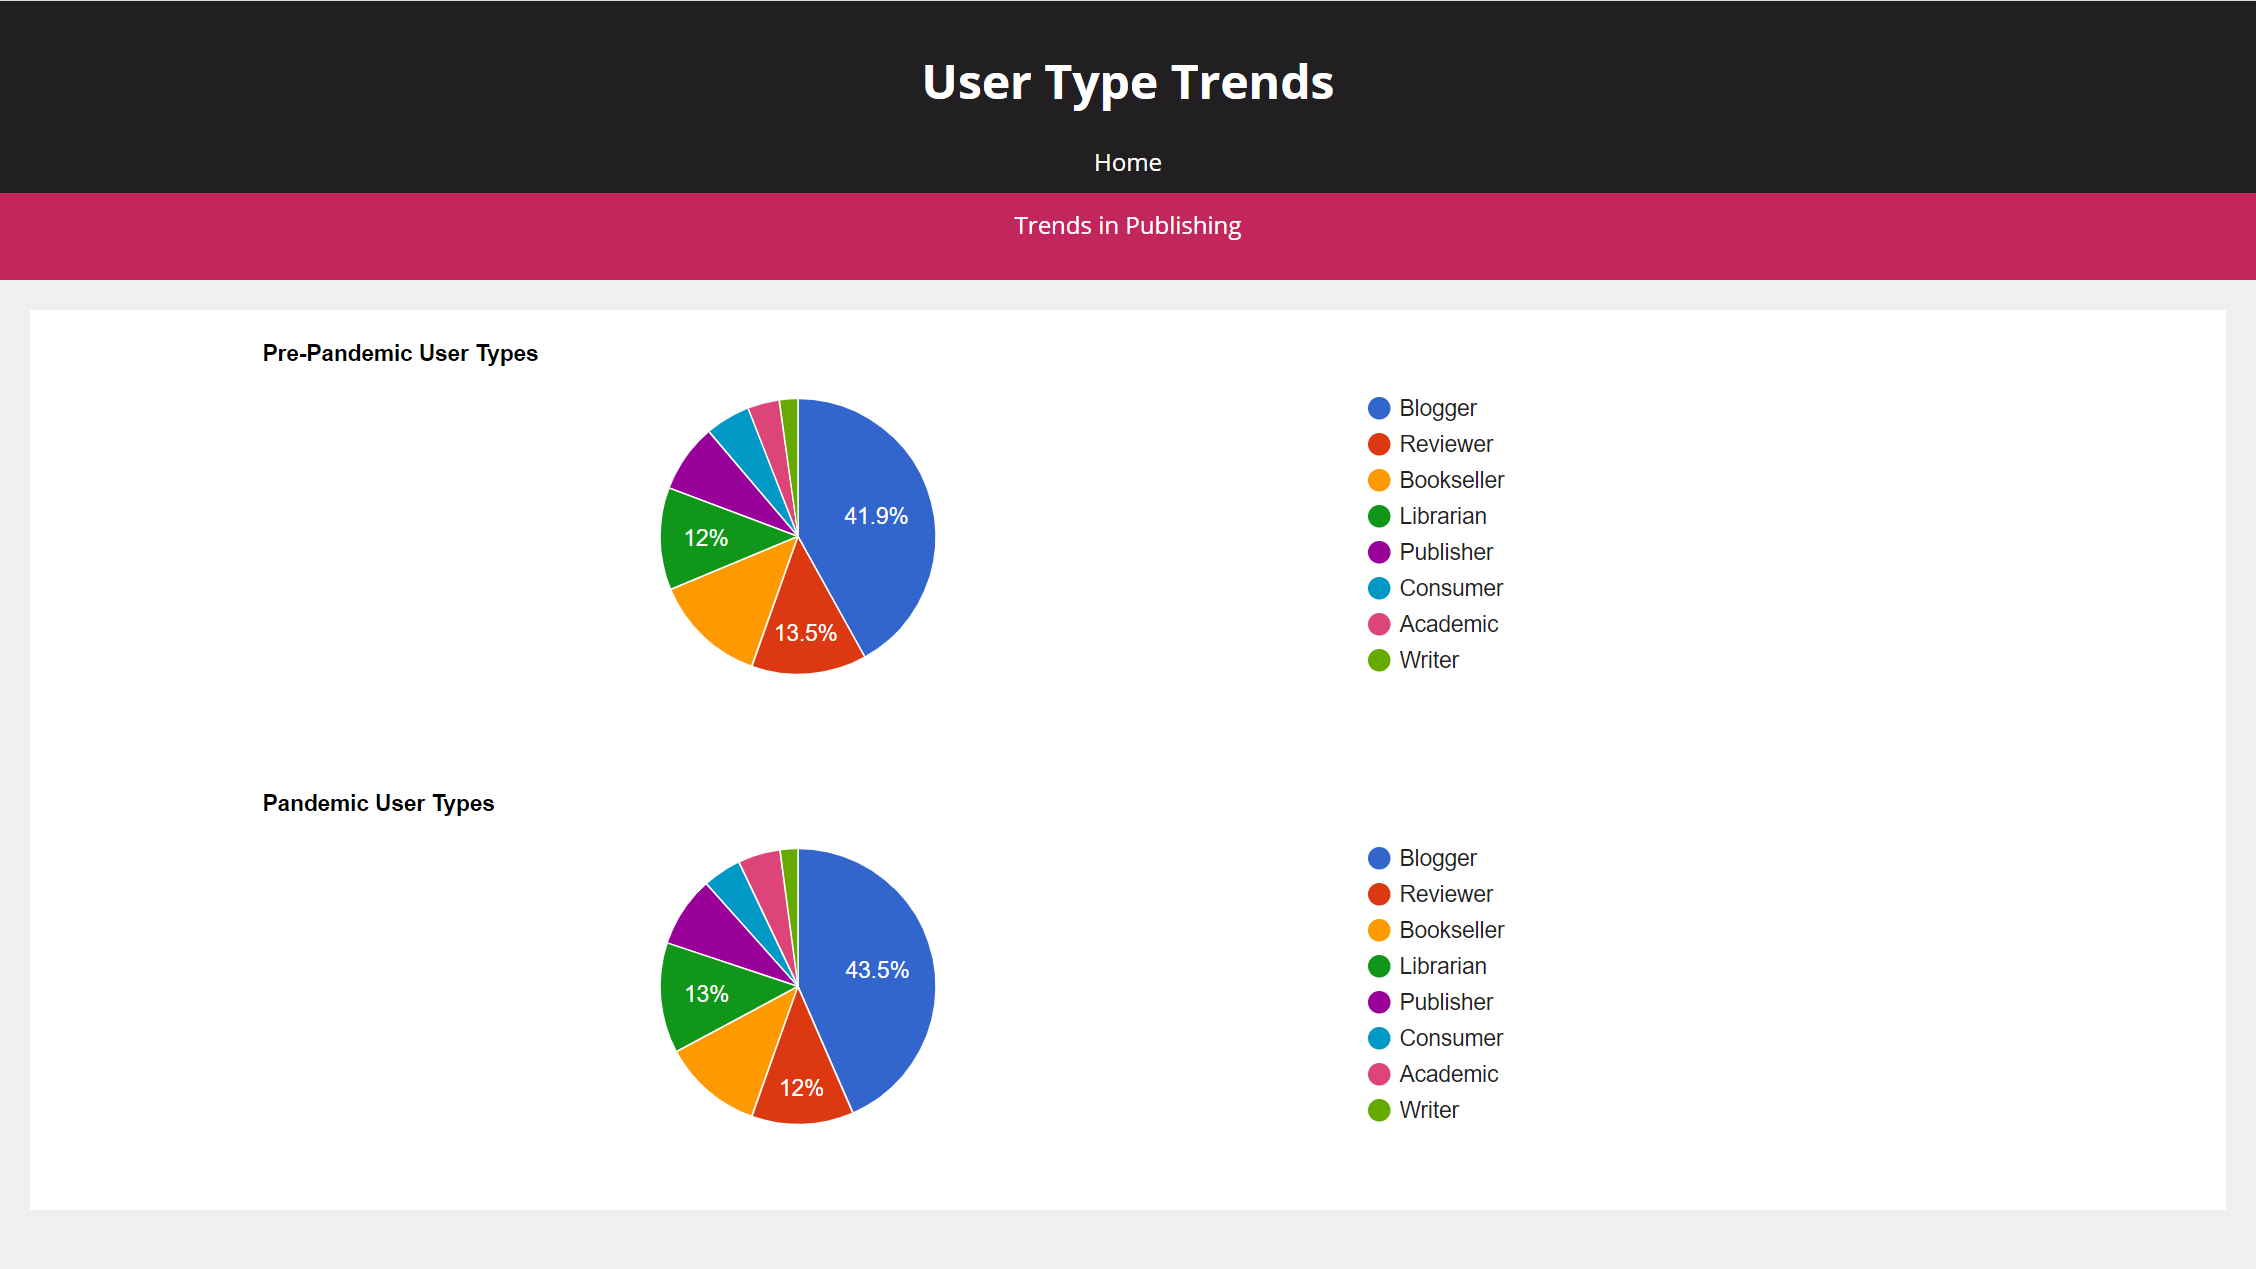 User Type Trends
Home
Trends in Publishing
Pre-Pandemic User Types
41.9%
12%
13.5%
Blogger
Reviewer
Bookseller
Librarian
Publisher
Consumer
Academic
Writer
Pandemic User Types
43.5%
13%
12%
Blogger
Reviewer
Bookseller
Librarian
Publisher
Consumer
Academic
Writer